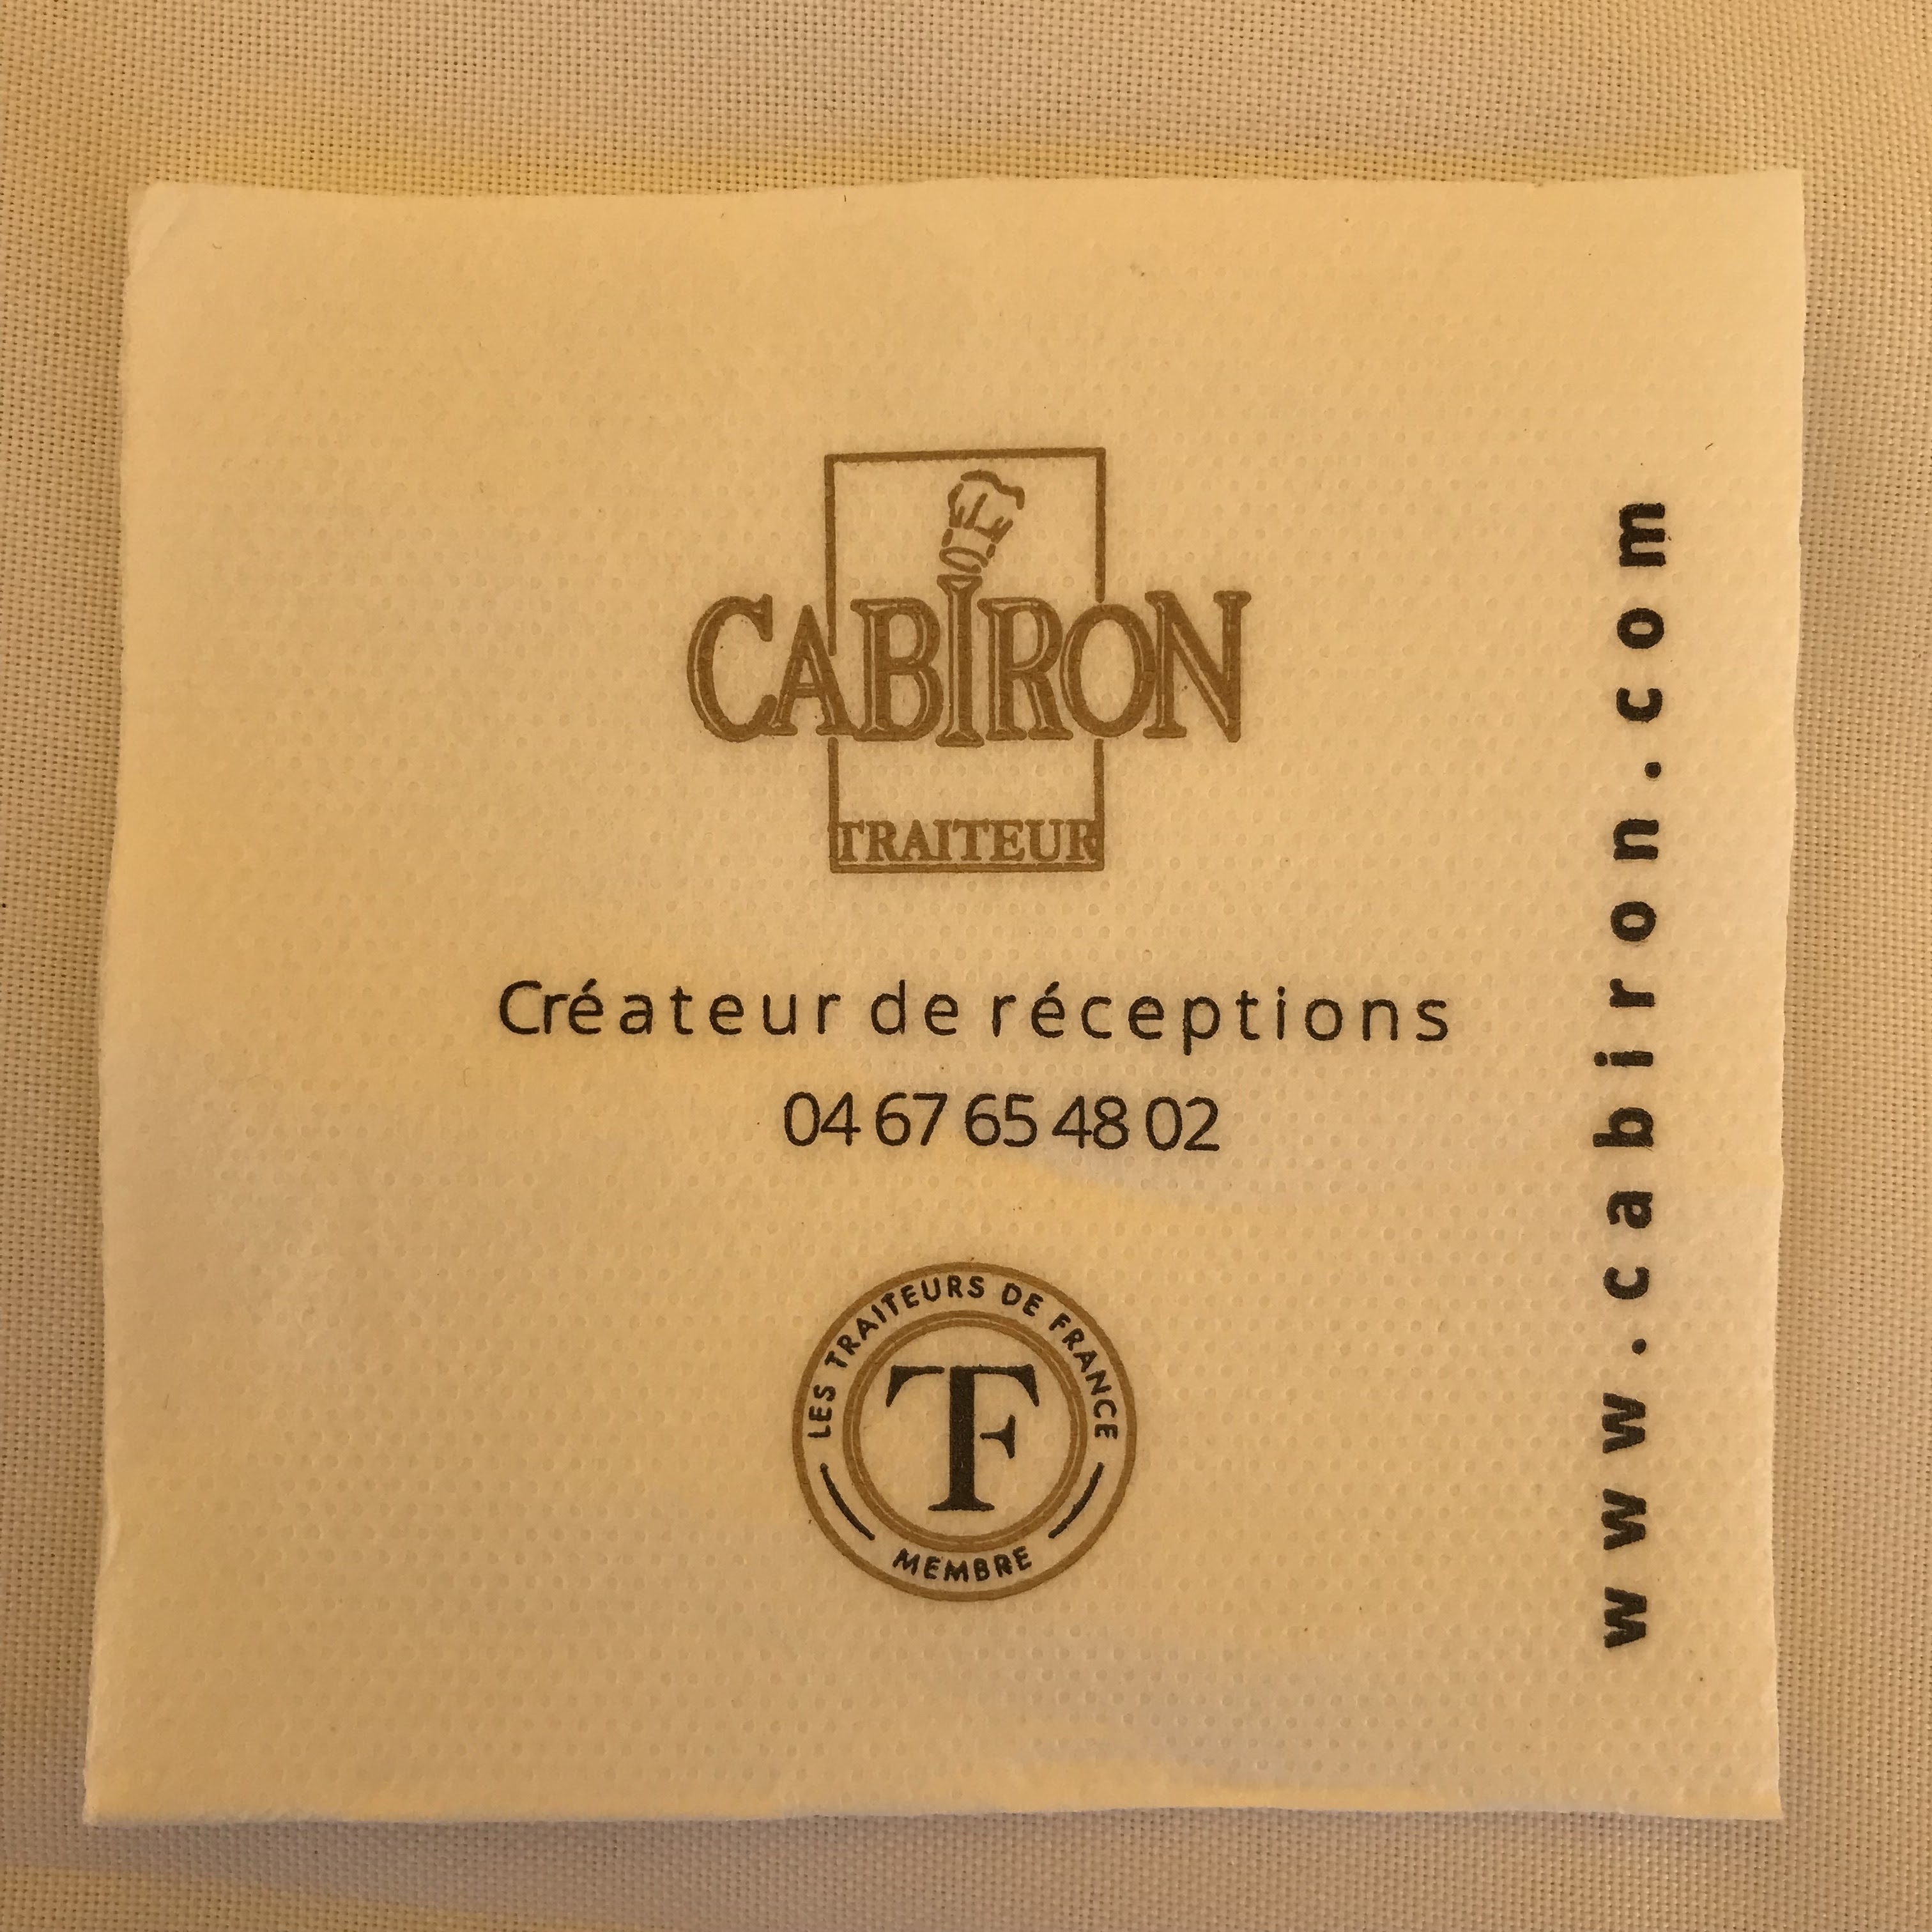 CABIRON
TRAITEUR
Créateur de réceptions
04 67 65 48 02
LES TRAITEURS DE FRANCE
TF
MEMBRE
www.cabiron.com